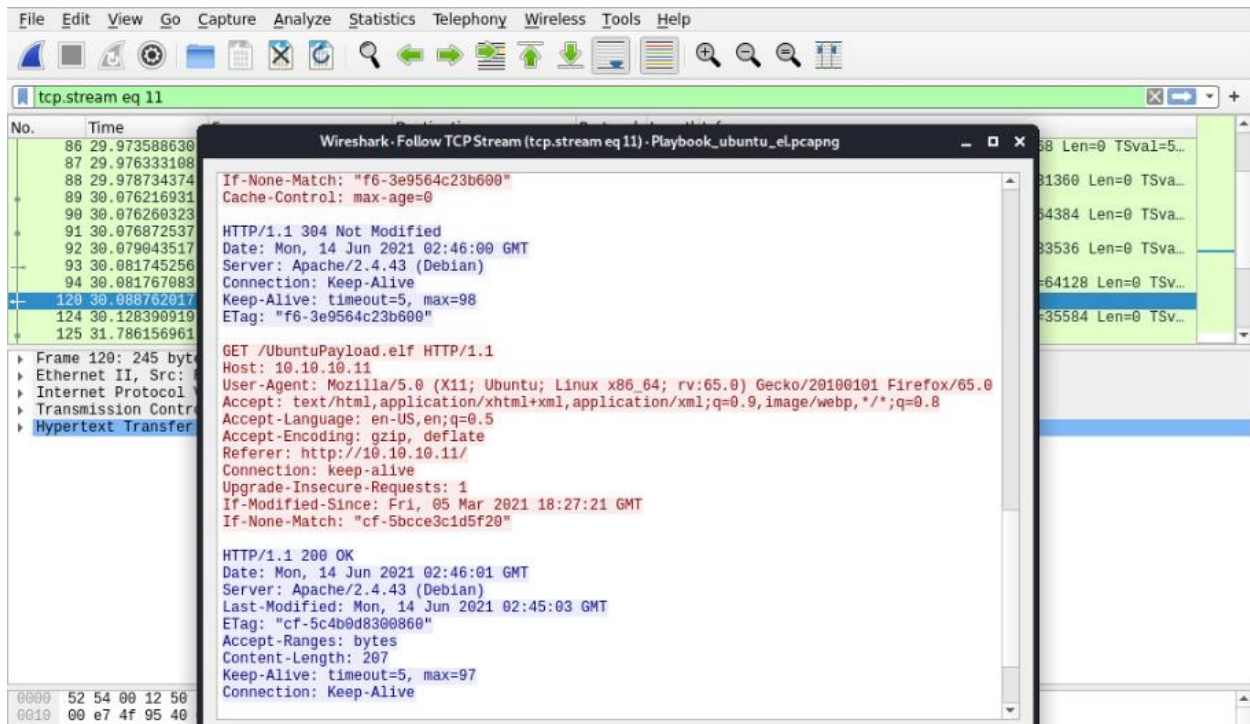 File Edit View Go Capture Analyze Statistics Telephony Wireless Tools Help
tcp.stream eq 11
No. Time
Wireshark · Follow TCP Stream (tcp.stream eq 11) · Playbook_ubuntu_el.pcapng
86 29.973588630 68 Len=0 TSval=5…
87 29.976333108
88 29.978734374 31360 Len=0 TSva…
89 30.076216931
90 30.076260323 64384 Len=0 TSva…
91 30.076872537
92 30.079043517 33536 Len=0 TSva…
93 30.081745256
94 30.081767083 =64128 Len=0 TSv…
120 30.088762017
124 30.128390919 =35584 Len=0 TSv…
125 31.786156961
If-None-Match: "f6-3e9564c23b600"
Cache-Control: max-age=0
HTTP/1.1 304 Not Modified
Date: Mon, 14 Jun 2021 02:46:00 GMT
Server: Apache/2.4.43 (Debian)
Connection: Keep-Alive
Keep-Alive: timeout=5, max=98
ETag: "f6-3e9564c23b600"
GET /UbuntuPayload.elf HTTP/1.1
Host: 10.10.10.11
User-Agent: Mozilla/5.0 (X11; Ubuntu; Linux x86_64; rv:65.0) Gecko/20100101 Firefox/65.0
Accept: text/html,application/xhtml+xml,application/xml;q=0.9,image/webp,*/*;q=0.8
Accept-Language: en-US,en;q=0.5
Accept-Encoding: gzip, deflate
Referer: http://10.10.10.11/
Connection: keep-alive
Upgrade-Insecure-Requests: 1
If-Modified-Since: Fri, 05 Mar 2021 18:27:21 GMT
If-None-Match: "cf-5bcce3c1d5f20"
HTTP/1.1 200 OK
Date: Mon, 14 Jun 2021 02:46:01 GMT
Server: Apache/2.4.43 (Debian)
Last-Modified: Mon, 14 Jun 2021 02:45:03 GMT
ETag: "cf-5c4b0d8300860"
Accept-Ranges: bytes
Content-Length: 207
Keep-Alive: timeout=5, max=97
Connection: Keep-Alive
Frame 120: 245 byt
Ethernet II, Src:
Internet Protocol
Transmission Contr
Hypertext Transfer
0000 52 54 00 12 50
0010 00 e7 4f 95 40